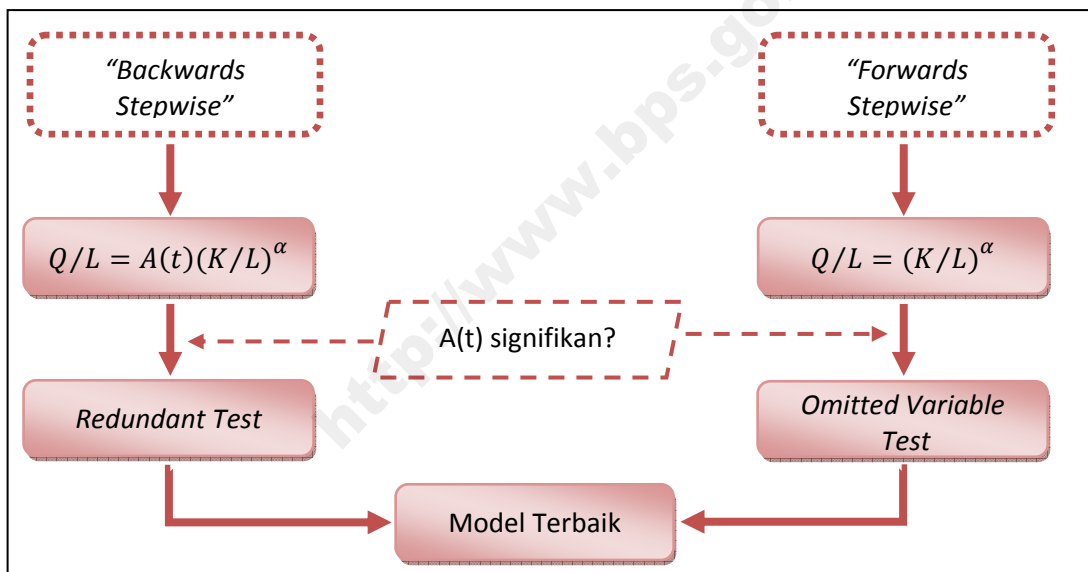 “Backwards
Stepwise”
“Forwards
Stepwise”
Q/L = A(t)(K/L)^α
Q/L = (K/L)^α
A(t) signifikan?
Redundant Test
Omitted Variable
Test
Model Terbaik
http://www.bps.go